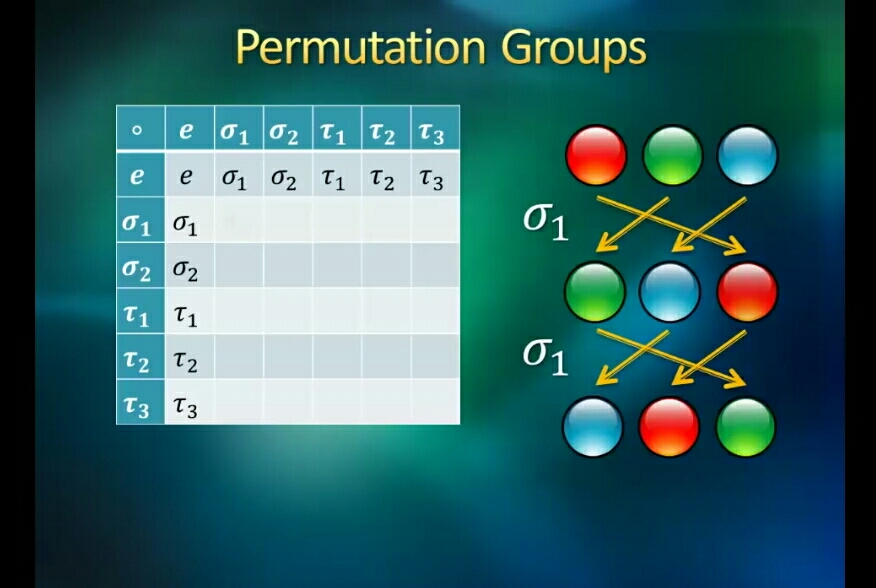 Permutation Groups
∘ e σ₁ σ₂ τ₁ τ₂ τ₃
e e σ₁ σ₂ τ₁ τ₂ τ₃
σ₁ σ₁
σ₂ σ₂
τ₁ τ₁
τ₂ τ₂
τ₃ τ₃
σ₁
σ₁